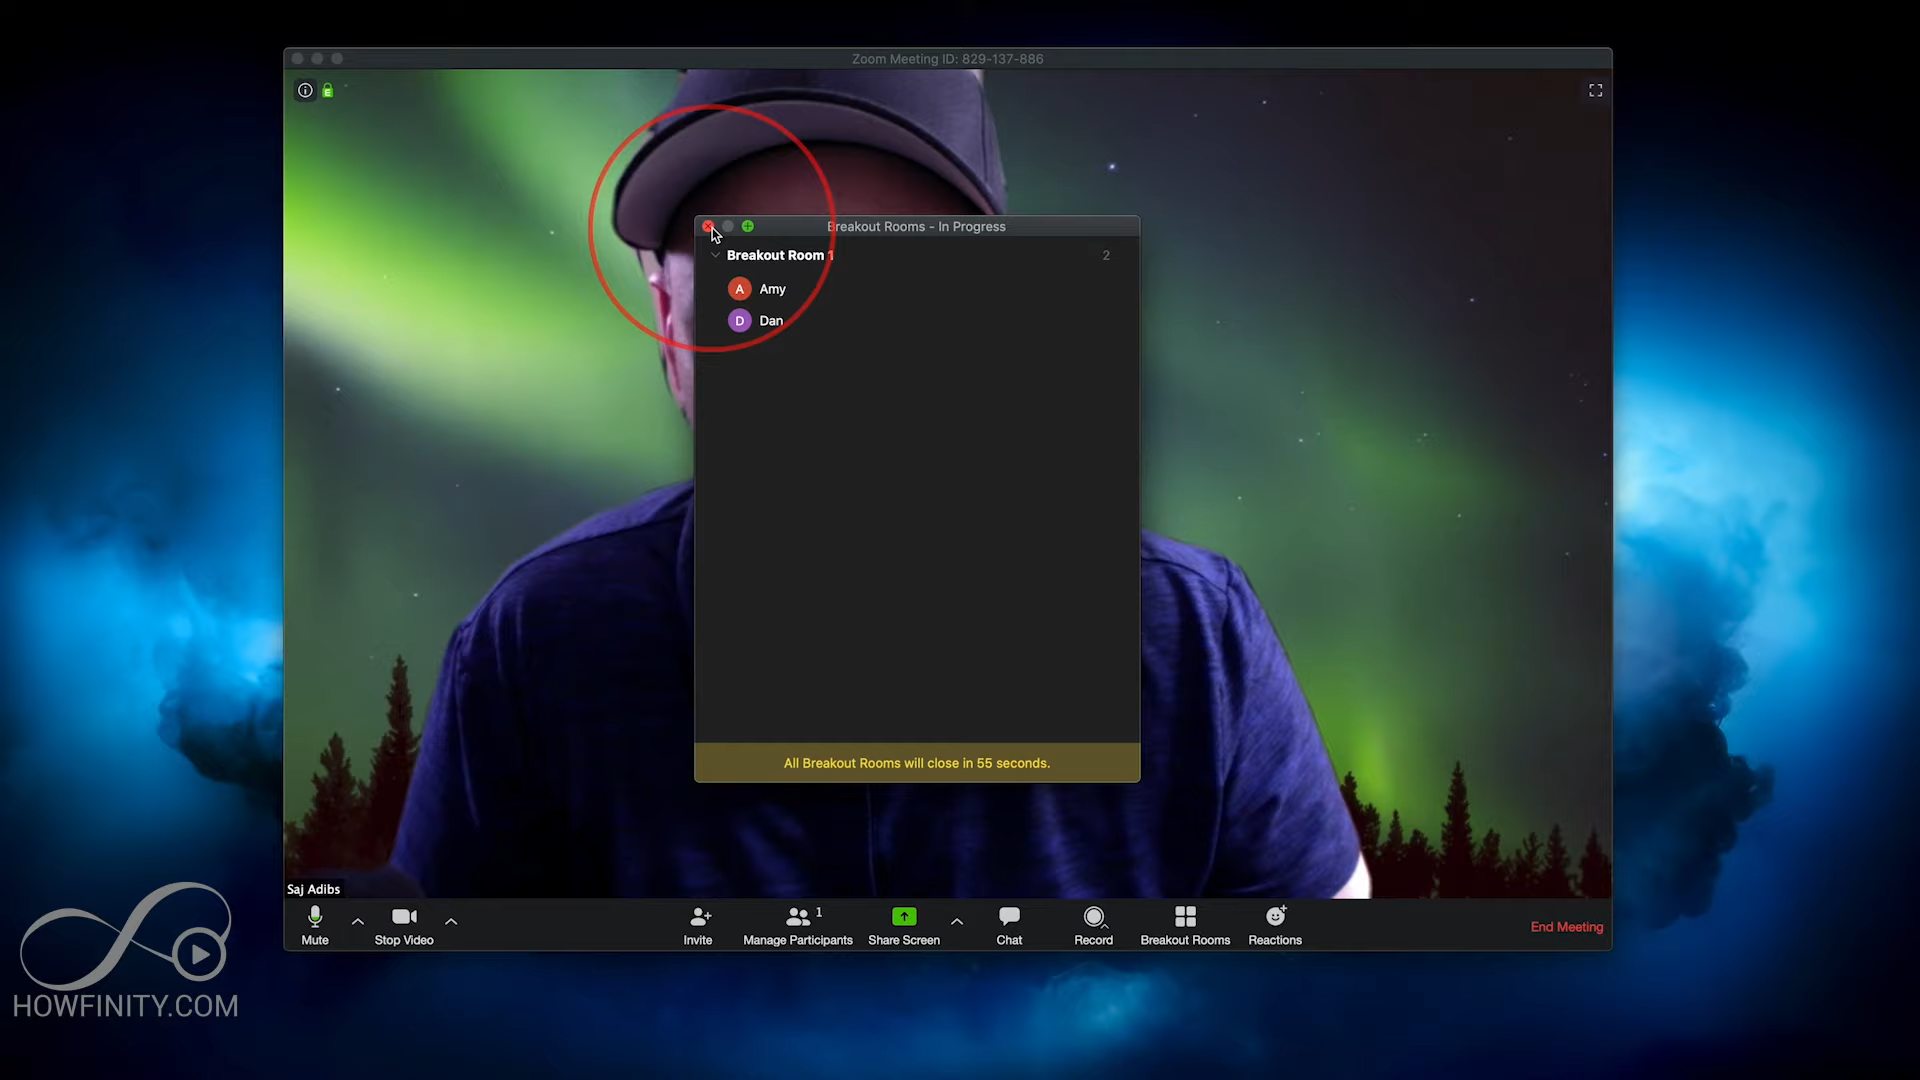 Zoom Meeting ID: 829-137-886
Breakout Rooms - In Progress
Breakout Room 1
2
A Amy
D Dan
All Breakout Rooms will close in 55 seconds.
Saj Adibs
Mute
Stop Video
Invite
1
Manage Participants
Share Screen
Chat
Record
Breakout Rooms
Reactions
End Meeting
HOWFINITY.COM